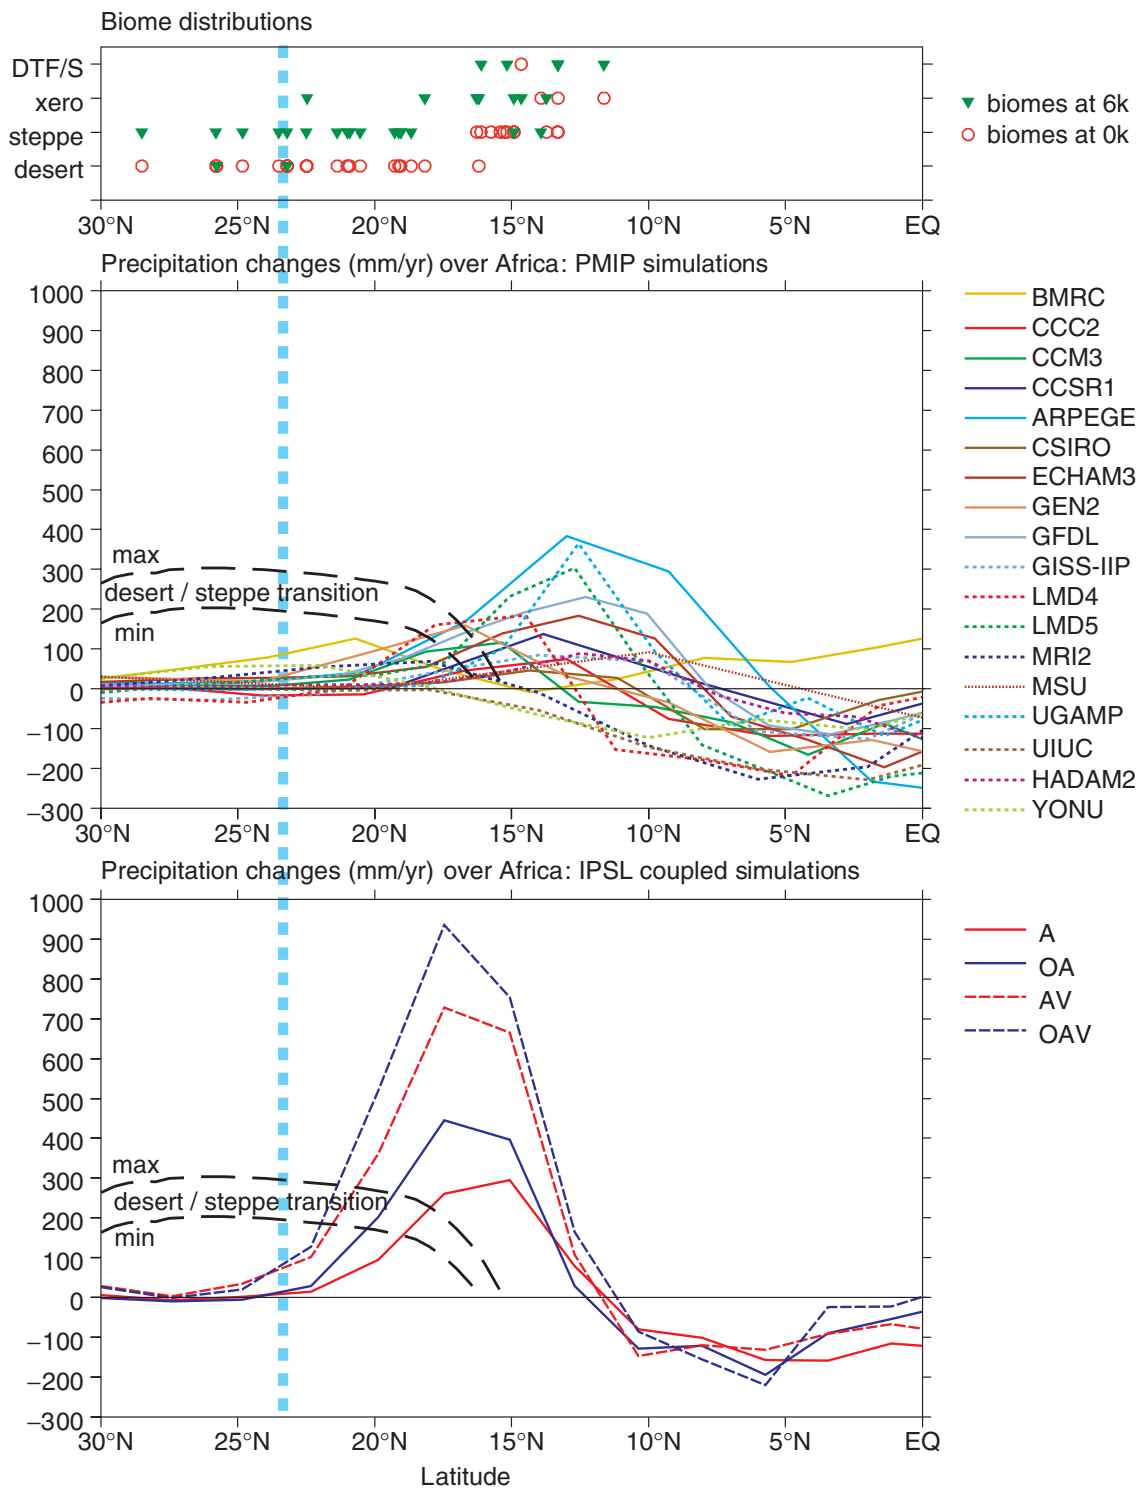 Biome distributions
DTF/S
xero
steppe
desert
biomes at 6k
biomes at 0k
30°N 25°N 20°N 15°N 10°N 5°N EQ
Precipitation changes (mm/yr) over Africa: PMIP simulations
1000
900
800
700
600
500
400
300
200
100
0
−100
−200
−300
max
desert / steppe transition
min
30°N 25°N 20°N 15°N 10°N 5°N EQ
BMRC
CCC2
CCM3
CCSR1
ARPEGE
CSIRO
ECHAM3
GEN2
GFDL
GISS-IIP
LMD4
LMD5
MRI2
MSU
UGAMP
UIUC
HADAM2
YONU
Precipitation changes (mm/yr) over Africa: IPSL coupled simulations
1000
900
800
700
600
500
400
300
200
100
0
−100
−200
−300
max
desert / steppe transition
min
30°N 25°N 20°N 15°N 10°N 5°N EQ
Latitude
A
OA
AV
OAV